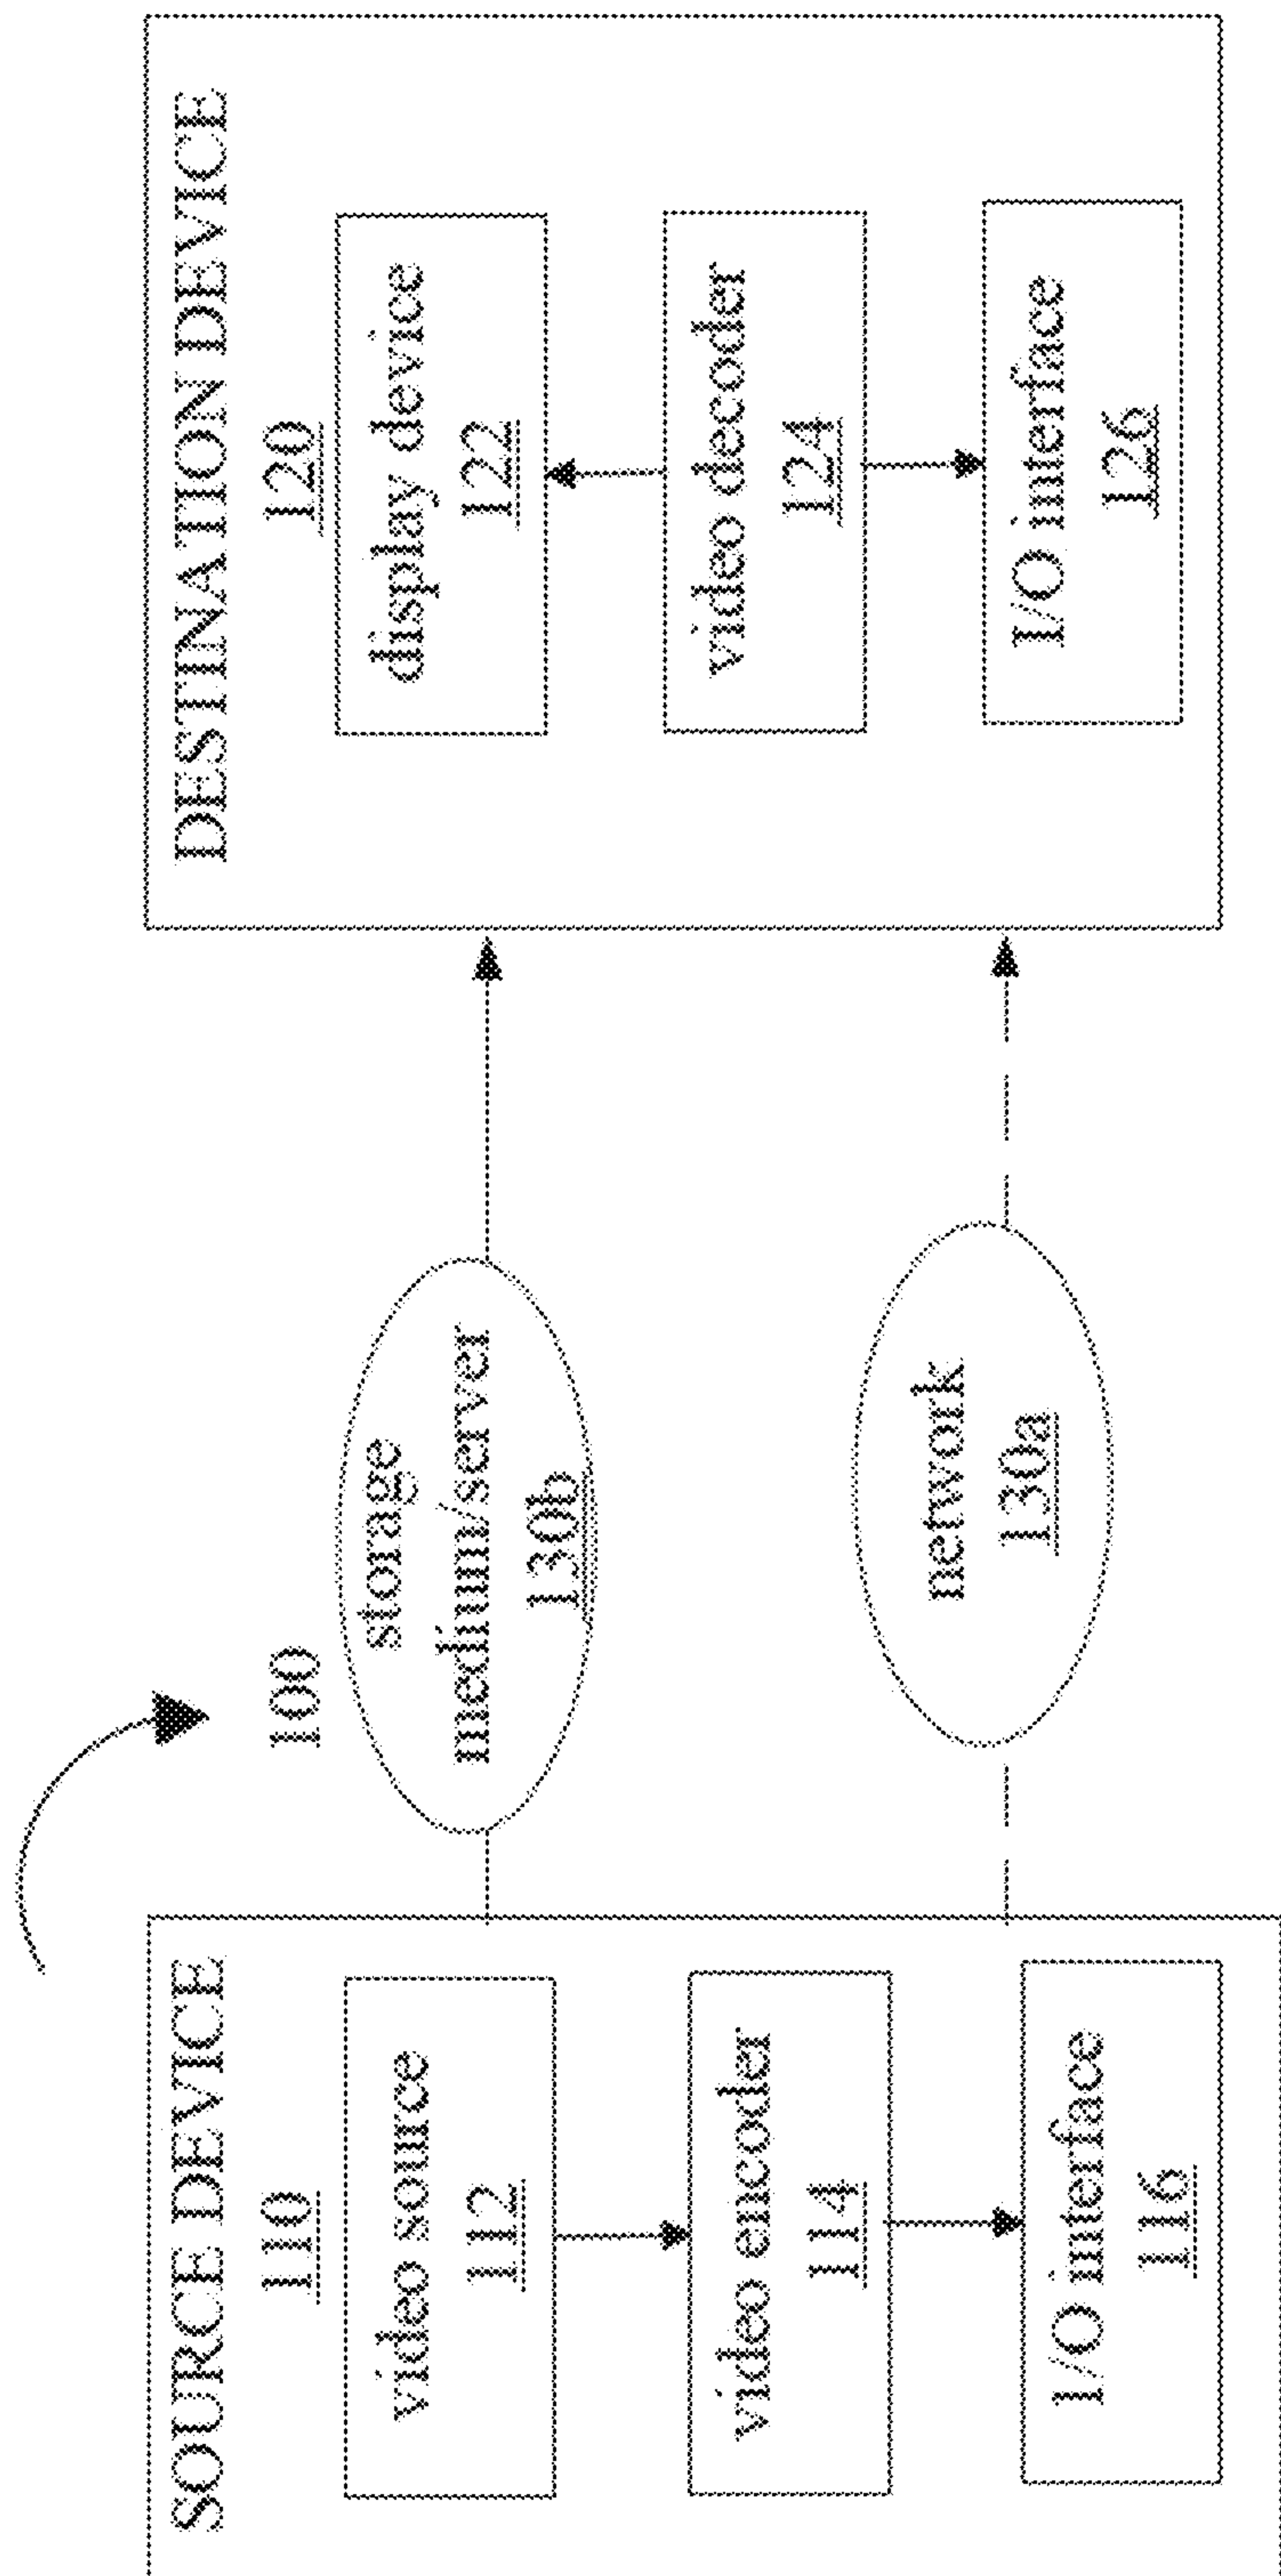 100
SOURCE DEVICE
110
video source
112
video encoder
114
I/O interface
116
storage
medium/server
130b
network
130a
DESTINATION DEVICE
120
display device
122
video decoder
124
I/O interface
126